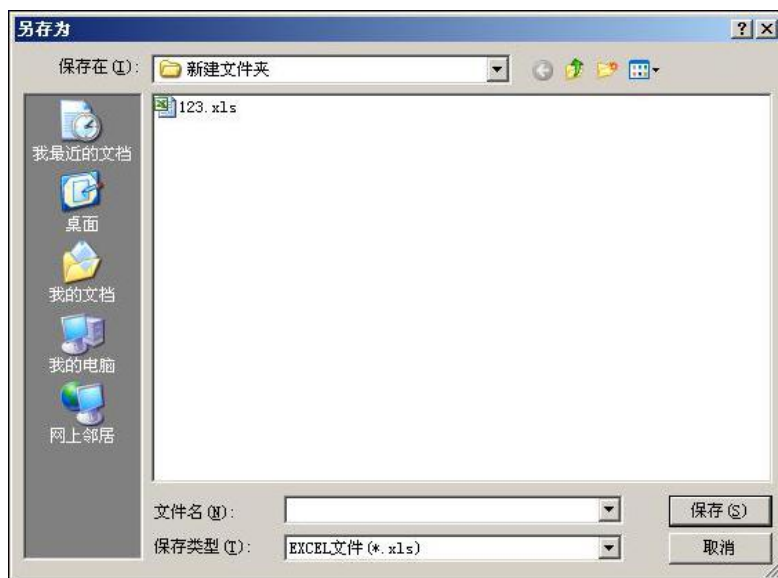 另存为
保存在(I):
新建文件夹
123.xls
我最近的文档
桌面
我的文档
我的电脑
网上邻居
文件名(N):
保存(S)
保存类型(T):
EXCEL文件(*.xls)
取消